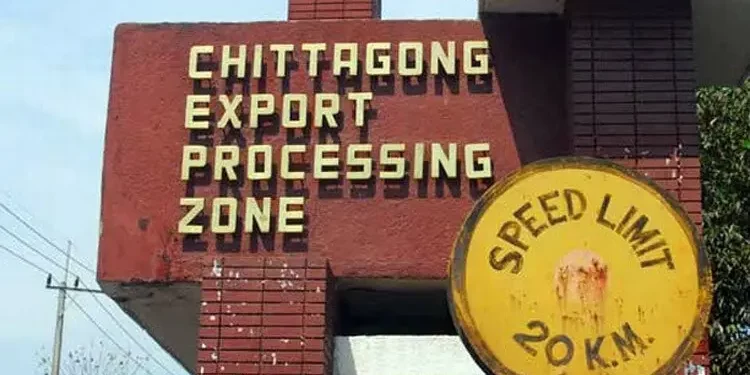 CHITTAGONG
EXPORT
PROCESSING
ZONE
SPEED LIMIT
20 K.M.